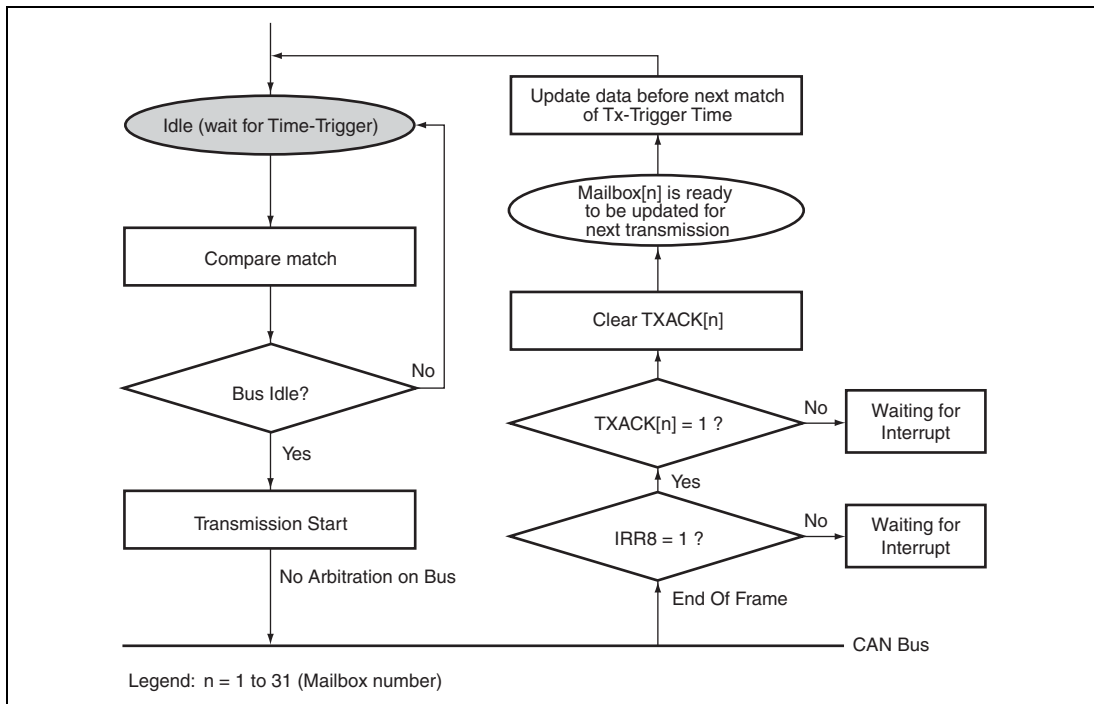 Idle (wait for Time-Trigger)
Compare match
Bus Idle?
No
Yes
Transmission Start
No Arbitration on Bus
Update data before next match
of Tx-Trigger Time
Mailbox[n] is ready
to be updated for
next transmission
Clear TXACK[n]
TXACK[n] = 1 ?
No
Waiting for
Interrupt
Yes
IRR8 = 1 ?
No
Waiting for
Interrupt
End Of Frame
CAN Bus
Legend: n = 1 to 31 (Mailbox number)